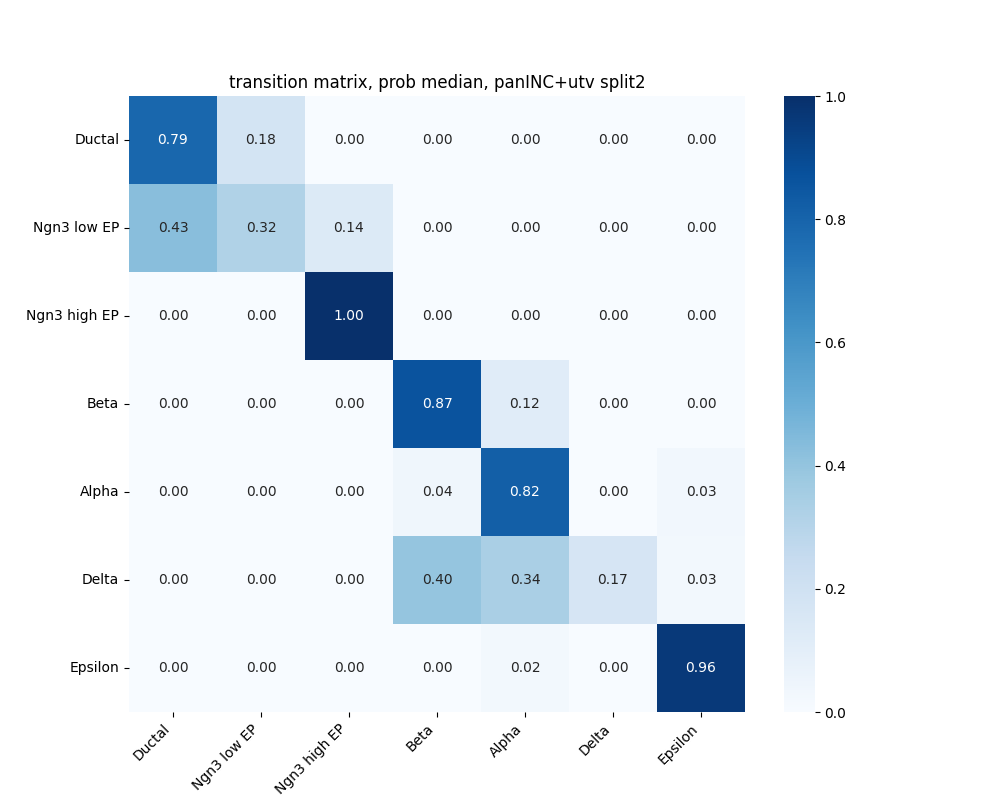 transition matrix, prob median, panINC+utv split2
Ductal 0.79 0.18 0.00 0.00 0.00 0.00 0.00
Ngn3 low EP 0.43 0.32 0.14 0.00 0.00 0.00 0.00
Ngn3 high EP 0.00 0.00 1.00 0.00 0.00 0.00 0.00
Beta 0.00 0.00 0.00 0.87 0.12 0.00 0.00
Alpha 0.00 0.00 0.00 0.04 0.82 0.00 0.03
Delta 0.00 0.00 0.00 0.40 0.34 0.17 0.03
Epsilon 0.00 0.00 0.00 0.00 0.02 0.00 0.96
Ductal Ngn3 low EP Ngn3 high EP Beta Alpha Delta Epsilon
1.0
0.8
0.6
0.4
0.2
0.0